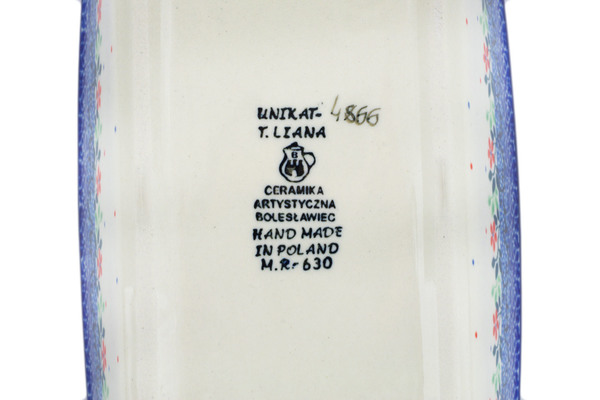 UNIKAT- 4866
T. LIANA
B
CERAMIKA
ARTYSTYCZNA
BOLESŁAWIEC
HAND MADE
IN POLAND
M.R-630